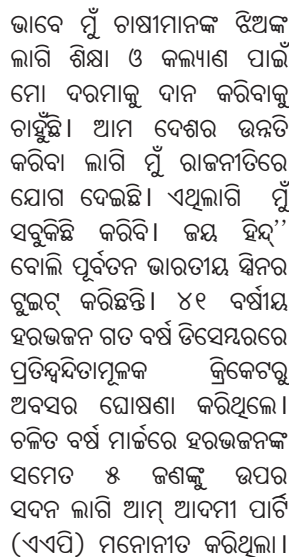 ଭାବେ ମୁଁ ଚାଷୀମାନଙ୍କ ଝିଅଙ୍କ
ଲାଗି ଶିକ୍ଷା ଓ କଲ୍ୟାଣ ପାଇଁ
ମୋ ଦରମାକୁ ଦାନ କରିବାକୁ
ଚାହୁଁଛି। ଆମ ଦେଶର ଉନ୍ନତି
କରିବା ଲାଗି ମୁଁ ରାଜନୀତିରେ
ଯୋଗ ଦେଇଛି। ଏଥିଲାଗି ମୁଁ
ସବୁକିଛି କରିବି। ଜୟ ହିନ୍ଦ୍’’
ବୋଲି ପୂର୍ବତନ ଭାରତୀୟ ସ୍ପିନର
ଟୁଇଟ୍ କରିଛନ୍ତି। ୪୧ ବର୍ଷୀୟ
ହରଭଜନ ଗତ ବର୍ଷ ଡିସେମ୍ବରରେ
ପ୍ରତିଦ୍ୱନ୍ଦିତାମୂଳକ କ୍ରିକେଟରୁ
ଅବସର ଘୋଷଣା କରିଥିଲେ।
ଚଳିତ ବର୍ଷ ମାର୍ଚ୍ଚରେ ହରଭଜନଙ୍କ
ସମେତ ୫ ଜଣଙ୍କୁ ଉପର
ସଦନ ଲାଗି ଆମ୍ ଆଦମୀ ପାର୍ଟି
(ଏଏପି) ମନୋନୀତ କରିଥିଲା।